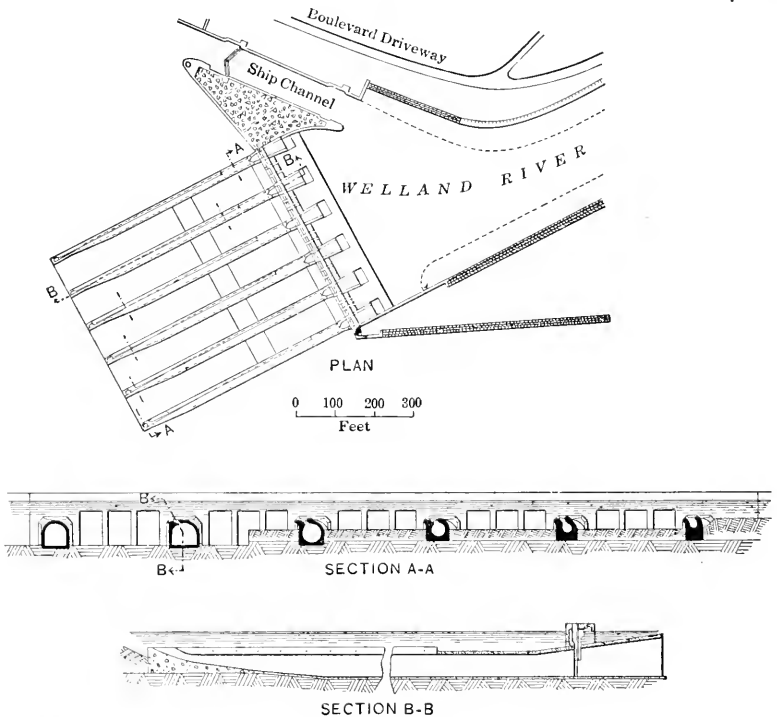 Boulevard Driveway
Ship Channel
A
B
WELLAND RIVER
B
A
PLAN
0 100 200 300
Feet
B
B
SECTION A-A
SECTION B-B